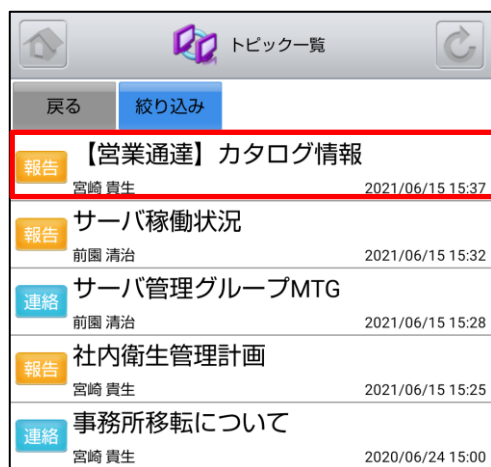 トピック一覧
戻る 絞り込み
報告 【営業通達】カタログ情報
宮崎 貴生 2021/06/15 15:37
報告 サーバ稼働状況
前園 清治 2021/06/15 15:32
連絡 サーバ管理グループMTG
前園 清治 2021/06/15 15:28
報告 社内衛生管理計画
宮崎 貴生 2021/06/15 15:25
連絡 事務所移転について
宮崎 貴生 2020/06/24 15:00